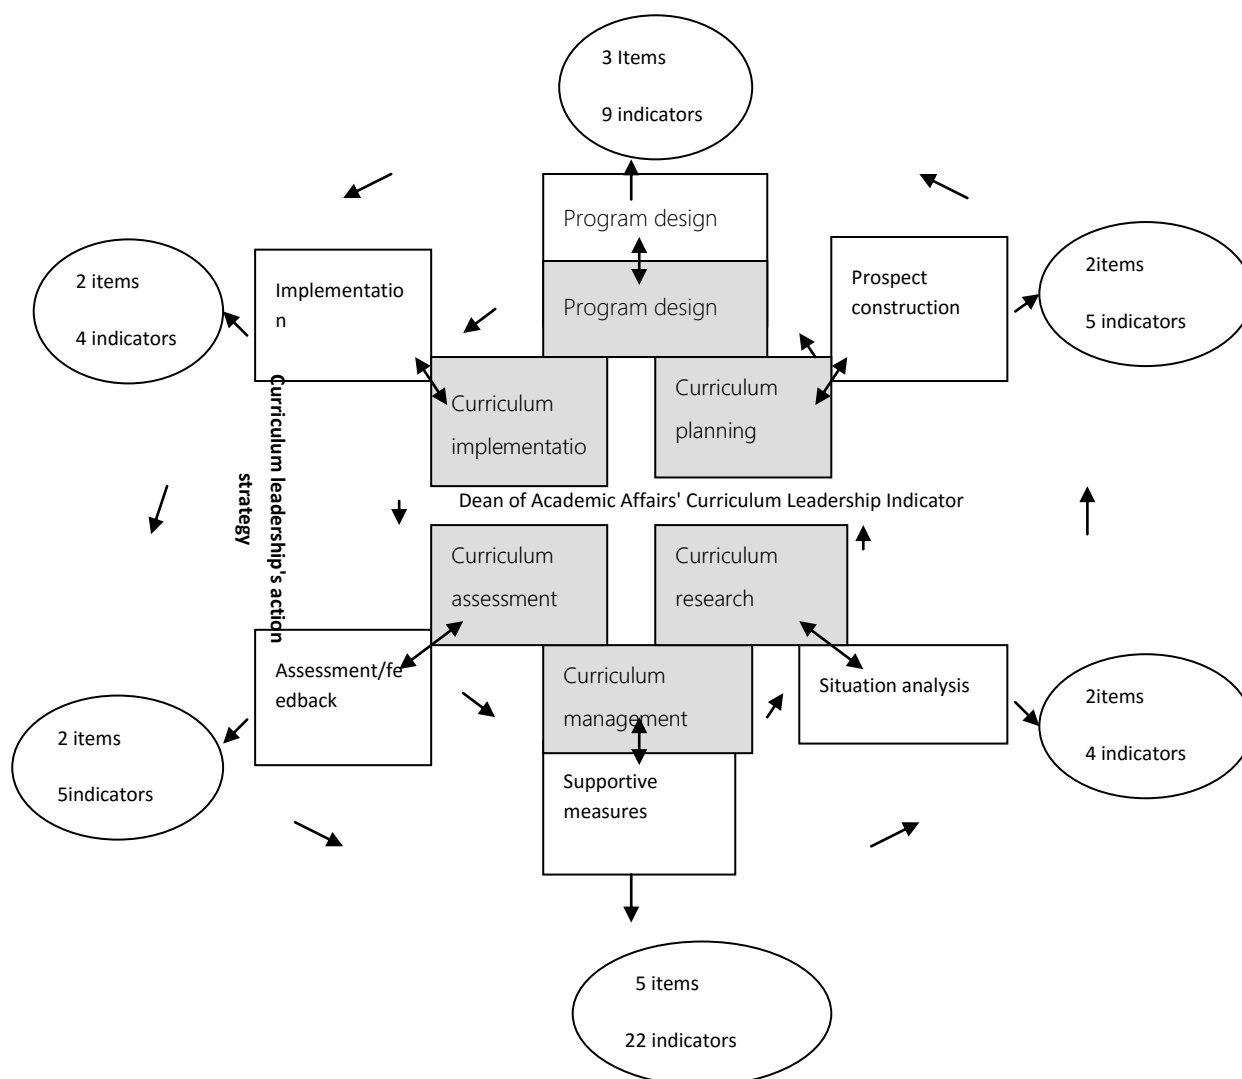 3 Items
9 indicators
Program design
Program design
Implementatio
n
2 items
4 indicators
Prospect
construction
2items
5 indicators
Curriculum
implementatio
Curriculum
planning
Curriculum leadership's action
strategy
Dean of Academic Affairs' Curriculum Leadership Indicator
Curriculum
assessment
Curriculum
research
Assessment/fe
edback
2 items
5indicators
Curriculum
management
Situation analysis
2items
4 indicators
Supportive
measures
5 items
22 indicators